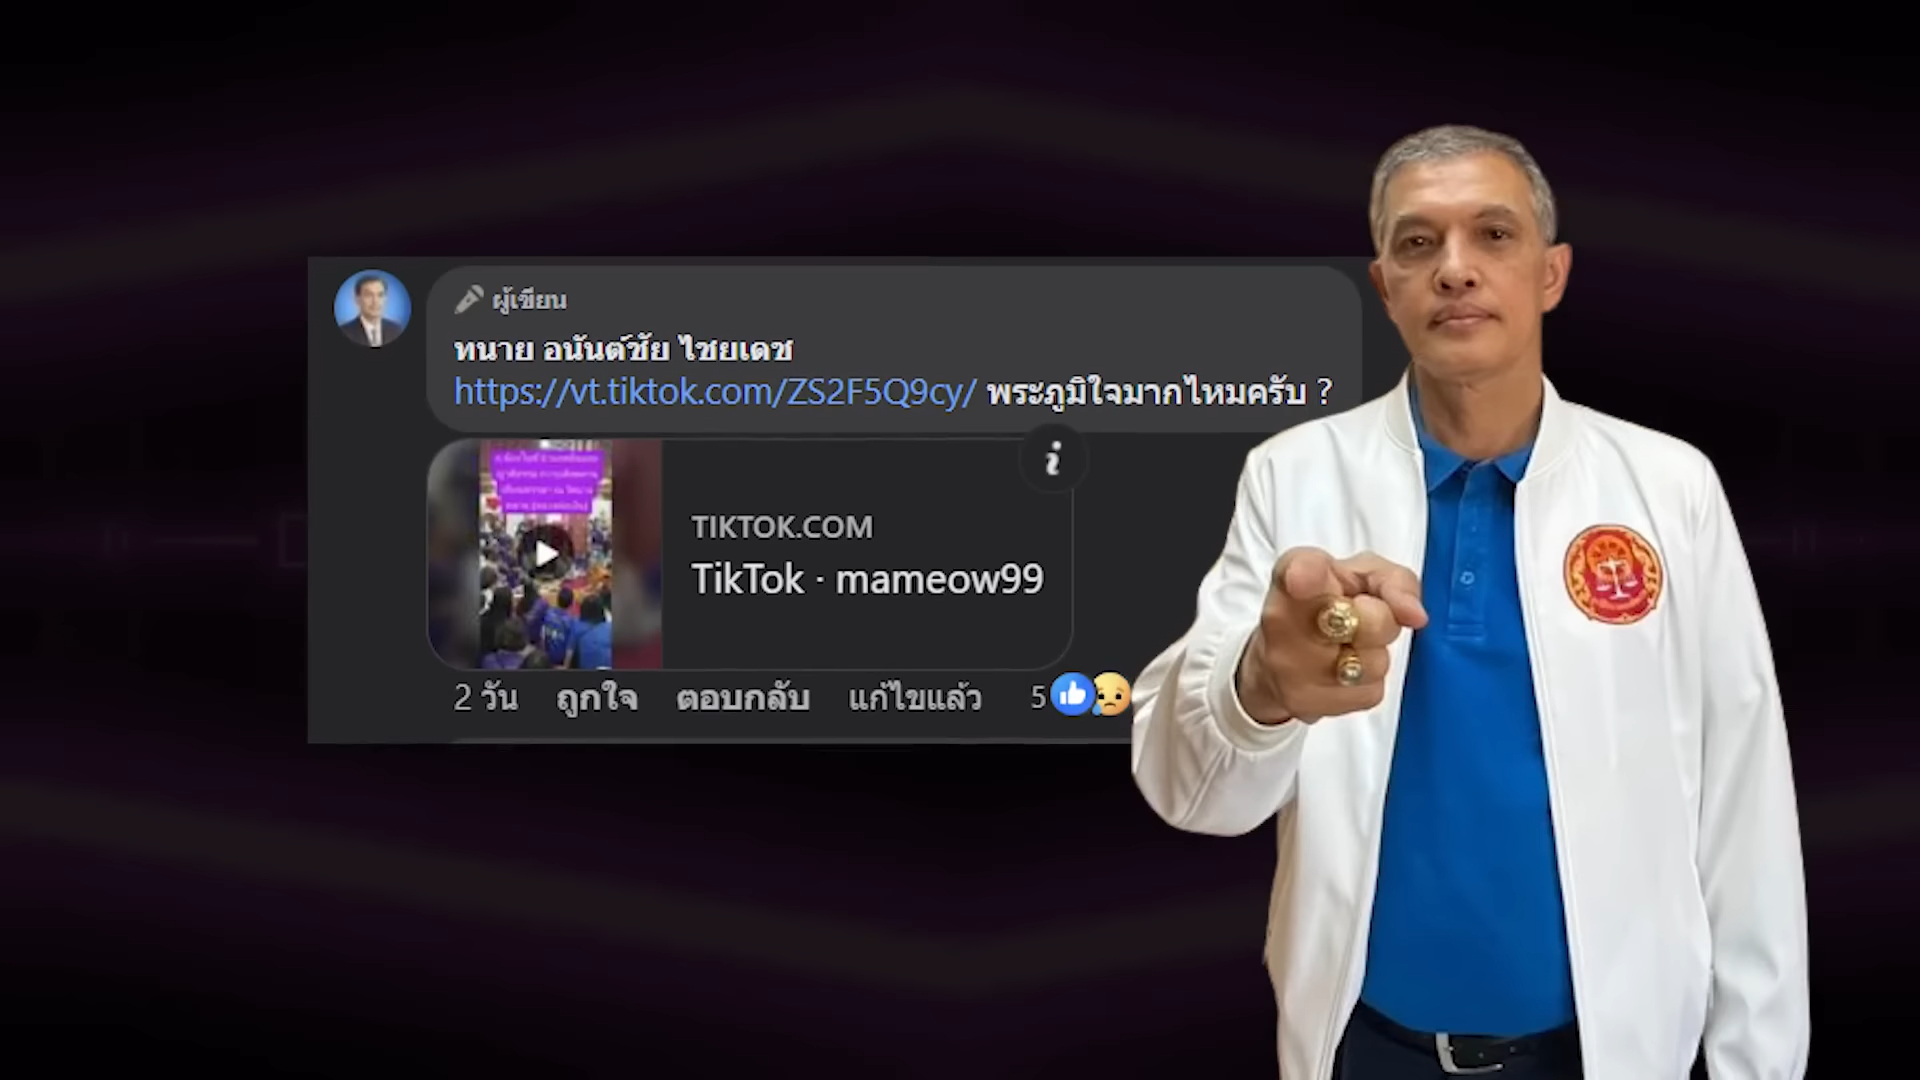 ผู้เขียน
ทนาย อนันต์ชัย ไชยเดช
https://vt.tiktok.com/ZS2F5Q9cy/ พระภูมิใจมากไหมครับ ?
TIKTOK.COM
TikTok · mameow99
2 วัน ถูกใจ ตอบกลับ แก้ไขแล้ว 5